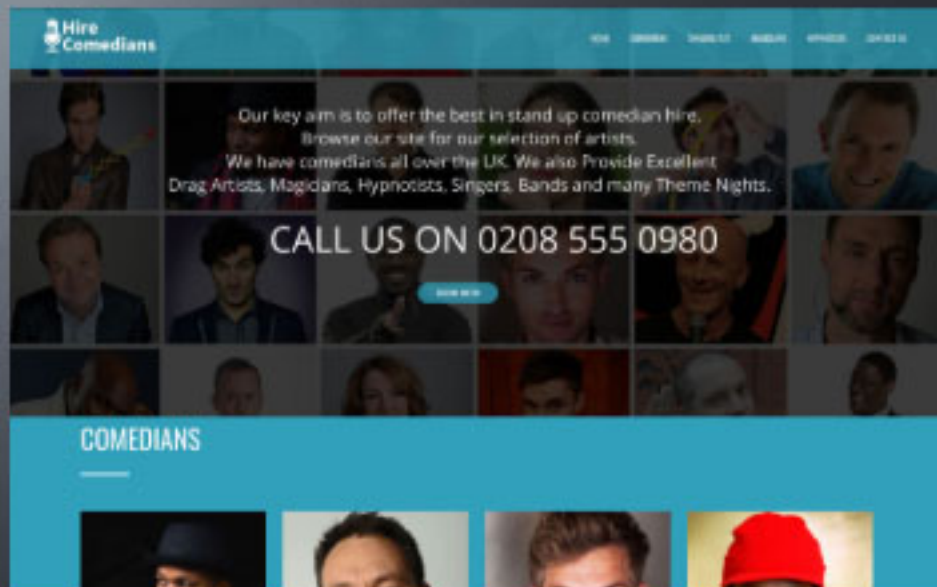 Hire
Comedians
HOME
Our key aim is to offer the best in stand up comedian hire.
Browse our site for our selection of artists.
We have comedians all over the UK. We also Provide Excellent
Drag Artists, Magicians, Hypnotists, Singers, Bands and many Theme Nights.
CALL US ON 0208 555 0980
COMEDIANS